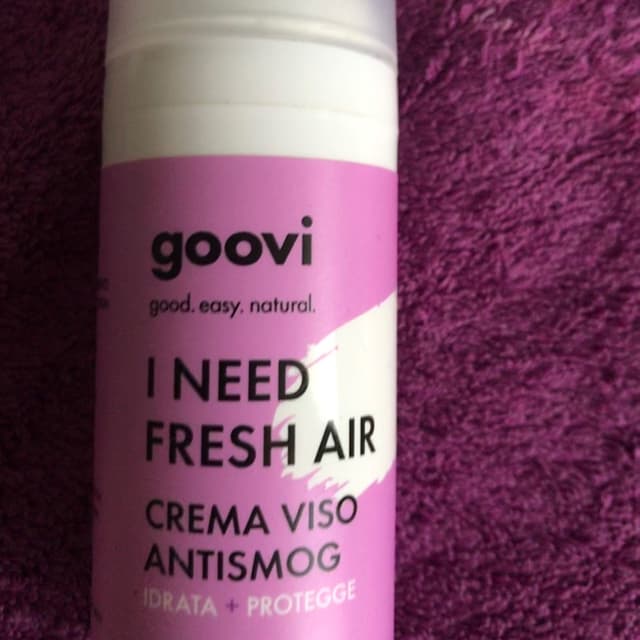 goovi
good. easy. natural.
I NEED
FRESH AIR
CREMA VISO
ANTISMOG
IDRATA + PROTEGGE